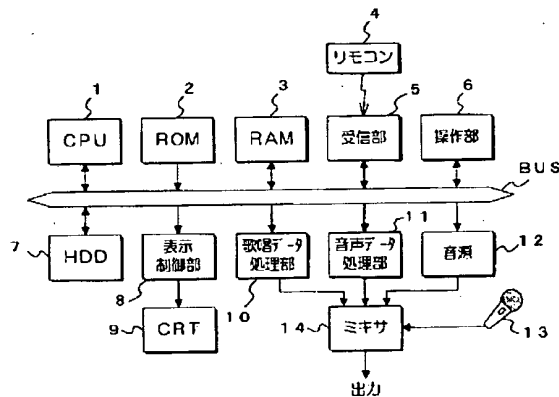 4
リモコン
1
2
3
5
6
CPU
ROM
RAM
受信部
操作部
BUS
7
HDD
表示
制御部
8
歌唱データ
処理部
10
音声データ
処理部
11
音源
12
9
CRT
14
ミキサ
13
出力